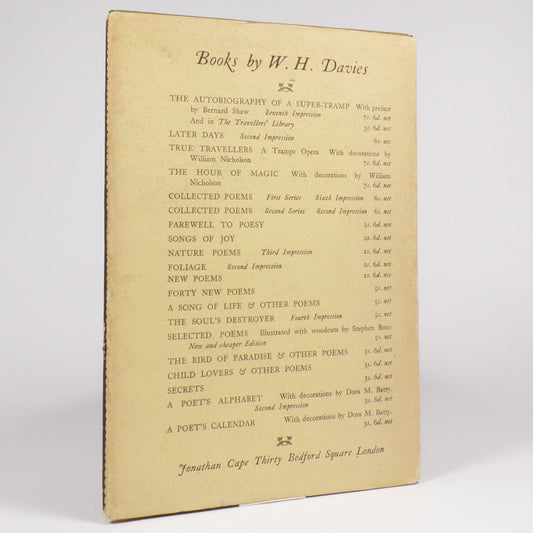 Books by W. H. Davies
THE AUTOBIOGRAPHY OF A SUPER-TRAMP With preface
by Bernard Shaw Seventh Impression 7s. 6d. net
And in The Travellers' Library 3s. 6d. net
LATER DAYS Second Impression 6s. net
TRUE TRAVELLERS A Tramps Opera With decorations by
William Nicholson 7s. 6d. net
THE HOUR OF MAGIC With decorations by William
Nicholson 7s. 6d. net
COLLECTED POEMS First Series Sixth Impression 6s. net
COLLECTED POEMS Second Series Second Impression 6s. net
FAREWELL TO POESY 2s. 6d. net
SONGS OF JOY 2s. 6d. net
NATURE POEMS Third Impression 2s. 6d. net
FOLIAGE Second Impression 2s. 6d. net
NEW POEMS 2s. 6d. net
FORTY NEW POEMS 5s. net
A SONG OF LIFE & OTHER POEMS 5s. net
THE SOUL'S DESTROYER Fourth Impression 5s. net
SELECTED POEMS Illustrated with woodcuts by Stephen Bone
New and cheaper Edition 5s. net
THE BIRD OF PARADISE & OTHER POEMS 3s. 6d. net
CHILD LOVERS & OTHER POEMS 3s. 6d. net
SECRETS 3s. 6d. net
A POET'S ALPHABET With decorations by Dora M. Batty.
Second Impression 3s. 6d. net
A POET'S CALENDAR With decorations by Dora M. Batty.
3s. 6d. net
Jonathan Cape Thirty Bedford Square London